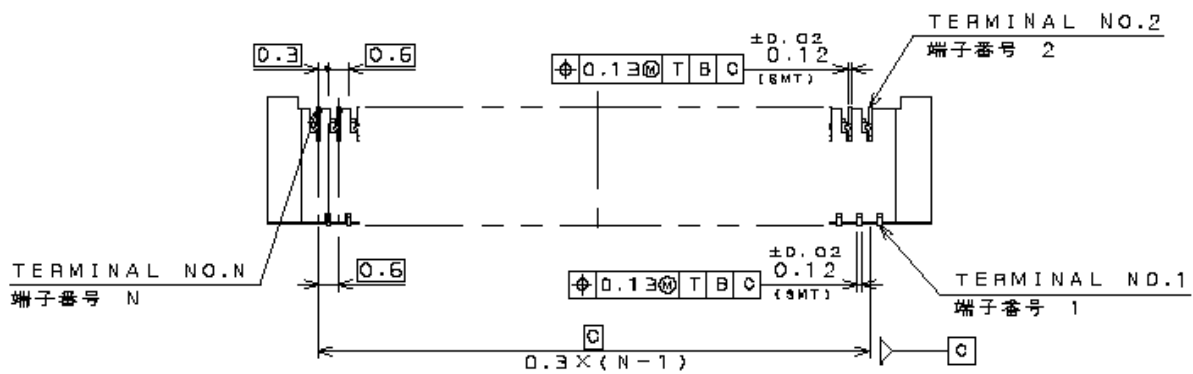 TERMINAL NO.2
端子番号 2
0.3 0.6
±0.02
0.12
(SMT)
⌖ 0.13Ⓜ T B C
TERMINAL NO.N
端子番号 N
0.6
±0.02
0.12
(SMT)
⌖ 0.13Ⓜ T B C
TERMINAL NO.1
端子番号 1
C
0.3×(N-1)
C